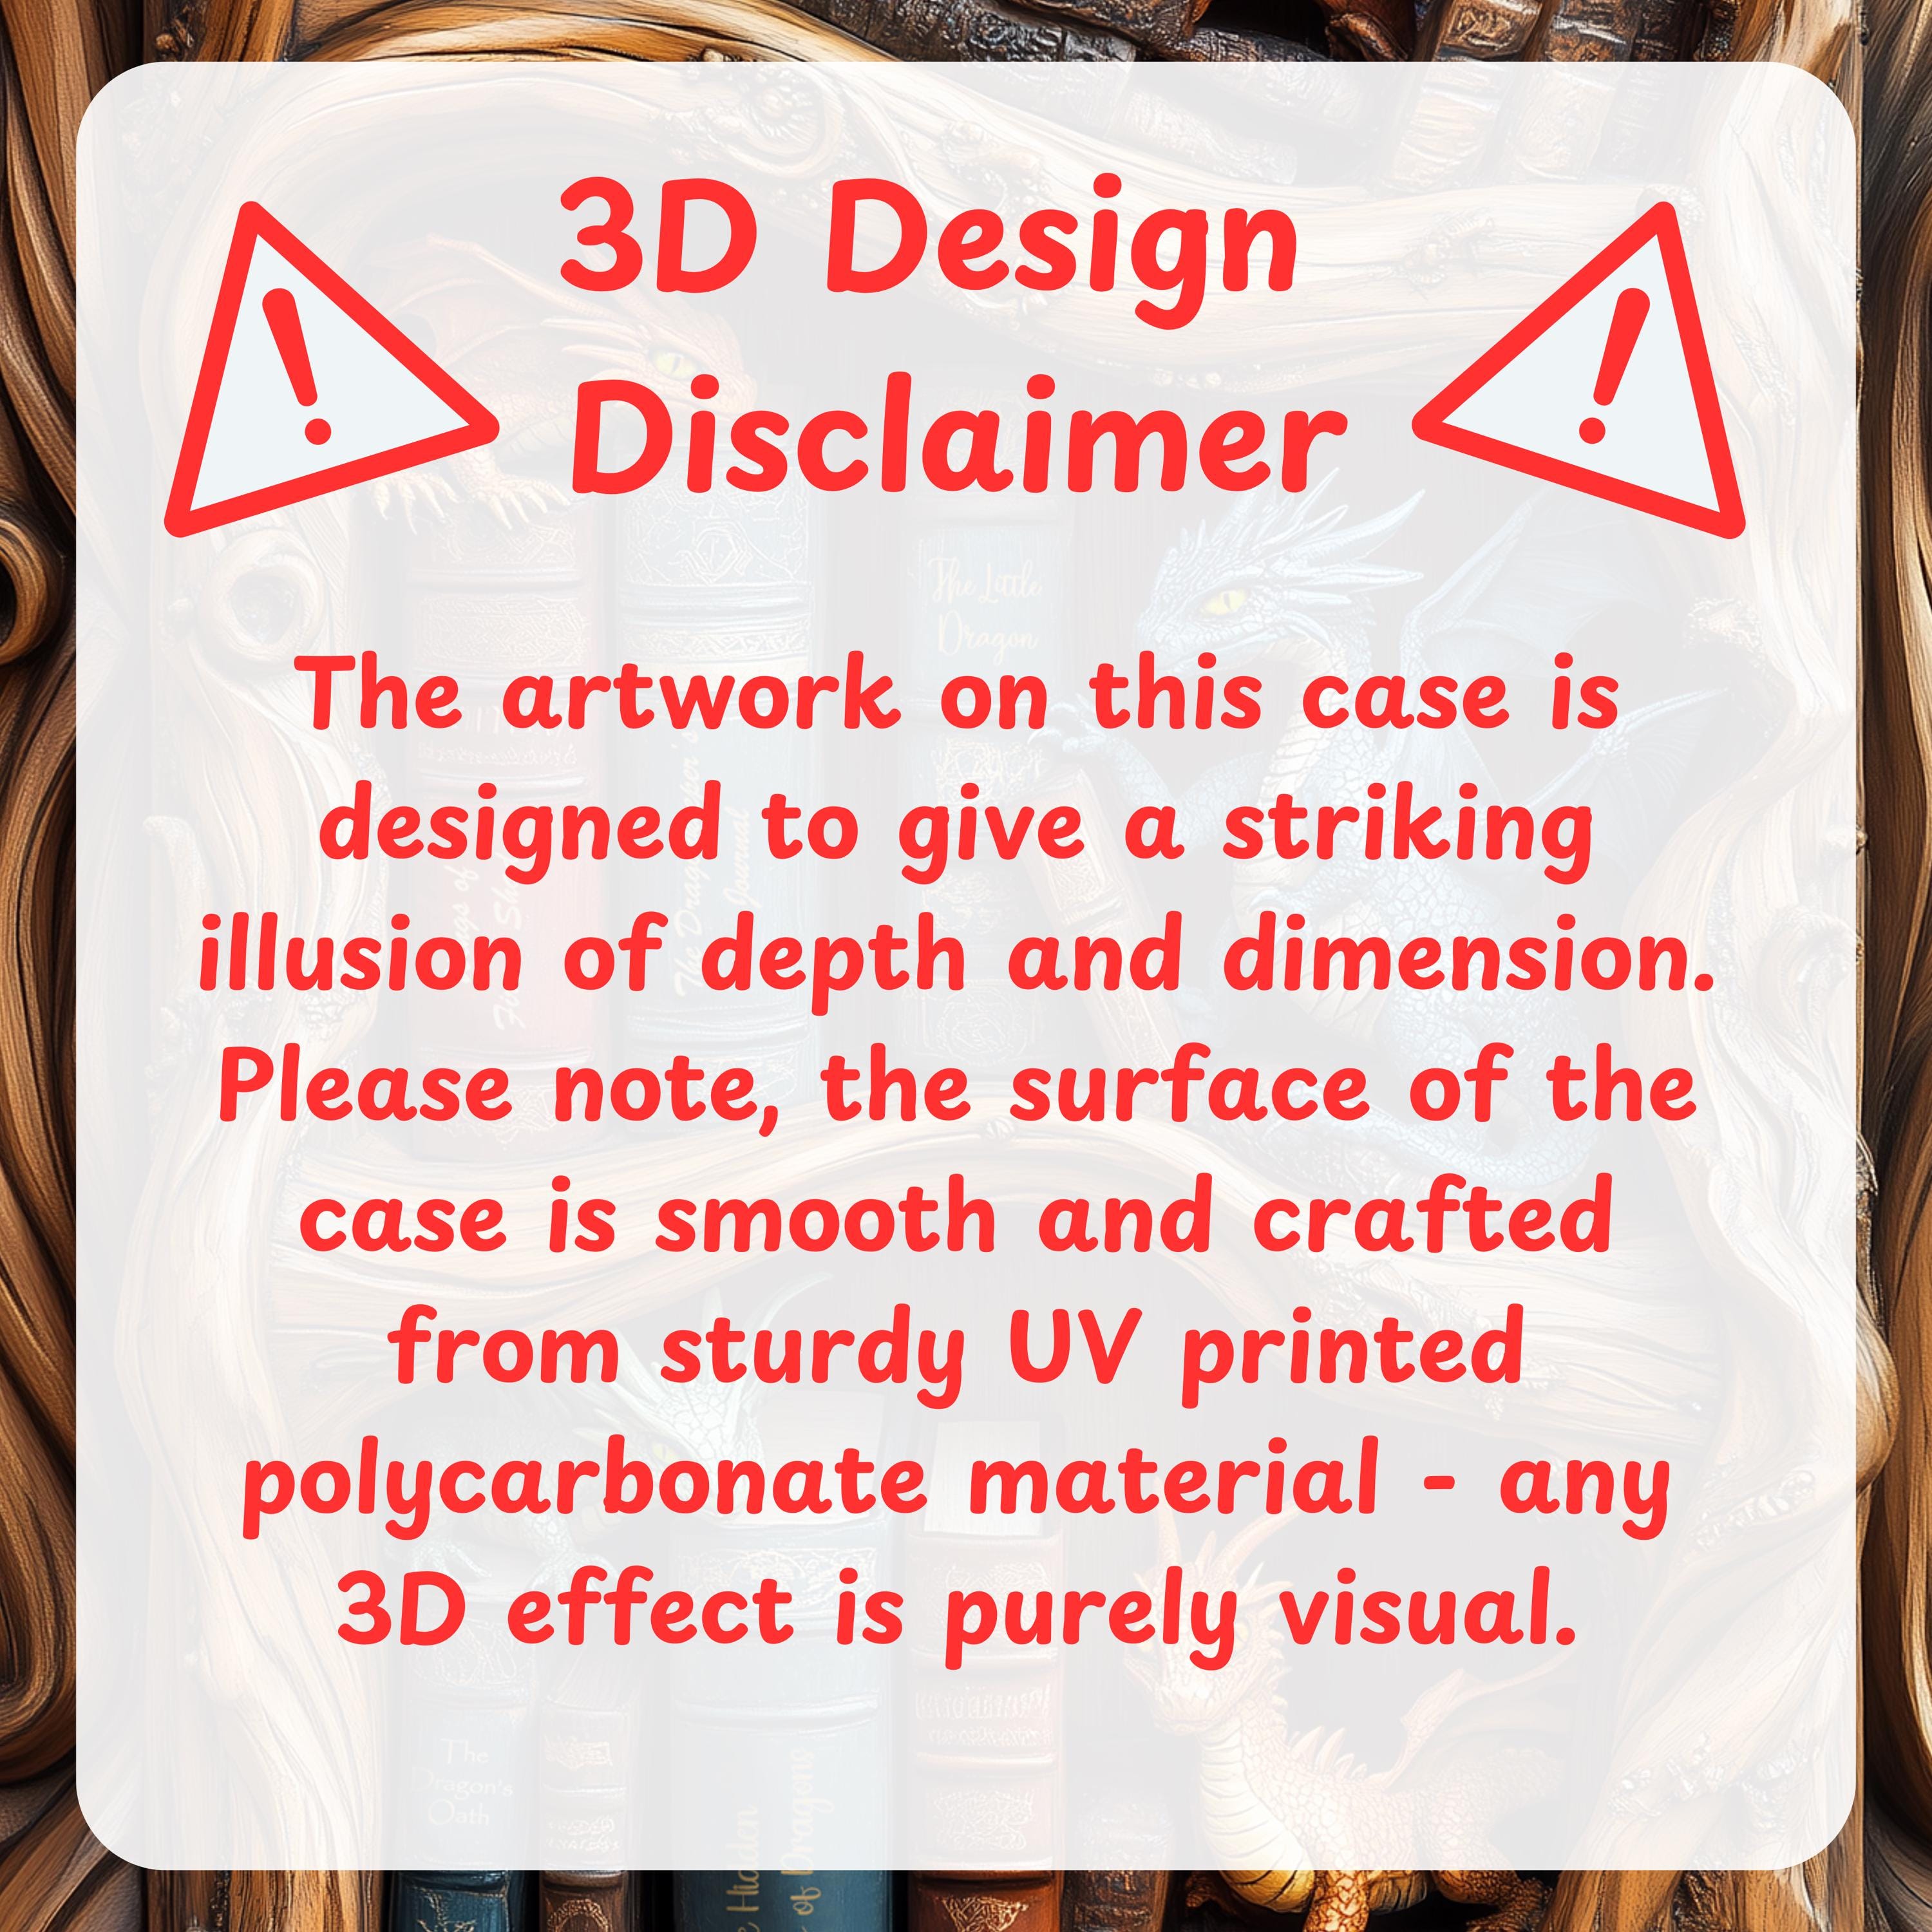 3D Design
Disclaimer
The artwork on this case is
designed to give a striking
illusion of depth and dimension.
Please note, the surface of the
case is smooth and crafted
from sturdy UV printed
polycarbonate material - any
3D effect is purely visual.
The Little
Dragon
Journal
The
Dragon's
Oath
Hidden
of Dragons